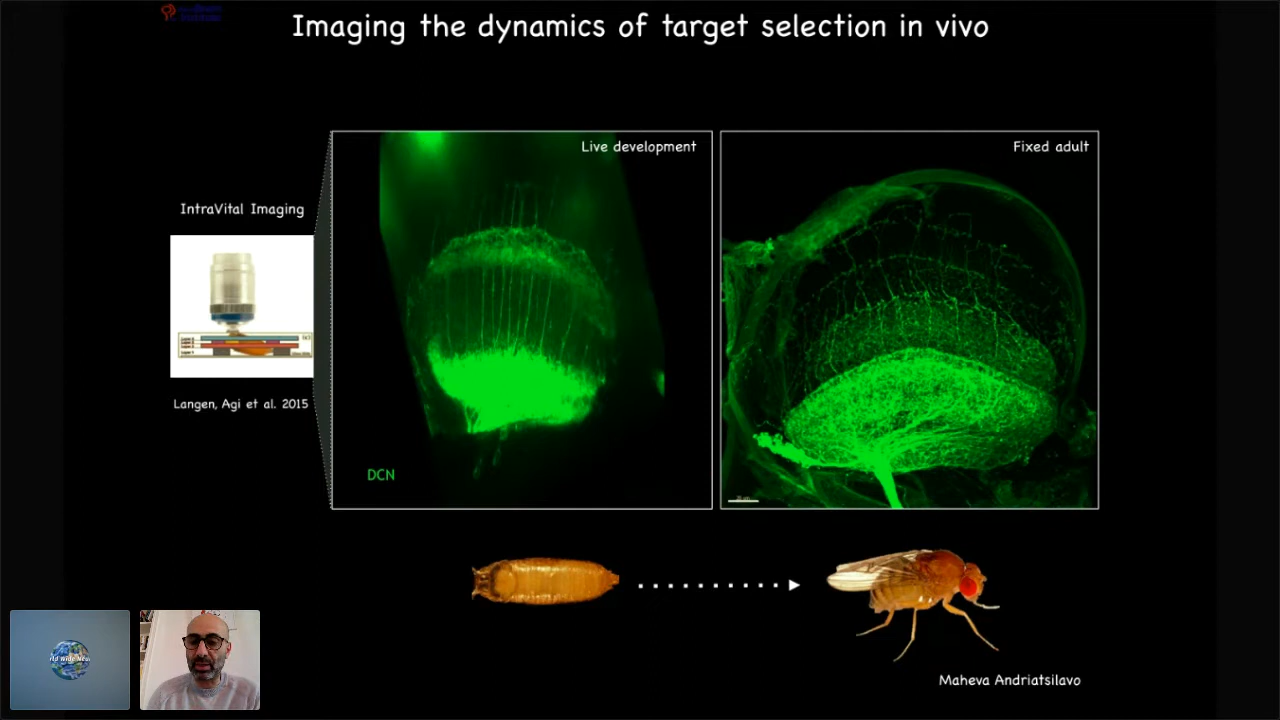 Imaging the dynamics of target selection in vivo
Live development
Fixed adult
IntraVital Imaging
Langen, Agi et al. 2015
DCN
Maheva Andriatsilavo